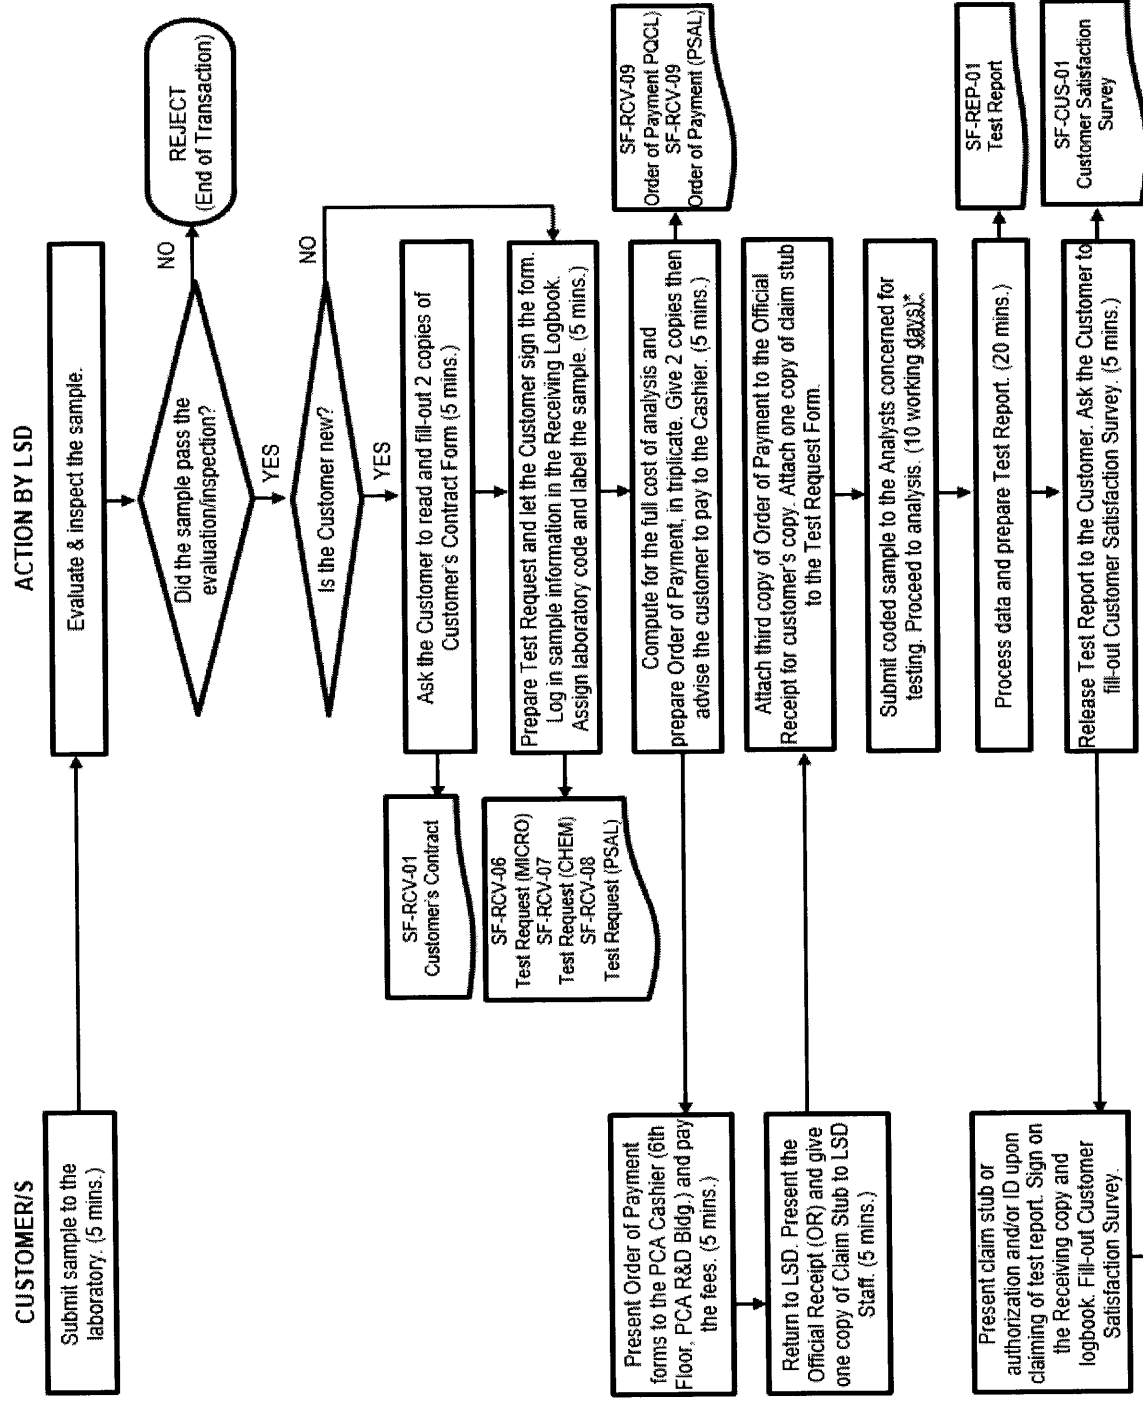 CUSTOMER/S
ACTION BY LSD
Submit sample to the
laboratory. (5 mins.)
Evaluate & inspect the sample.
Did the sample pass the
evaluation/inspection?
NO
REJECT
(End of Transaction)
YES
Is the Customer new?
NO
YES
Ask the Customer to read and fill-out 2 copies of
Customer's Contract Form (5 mins.)
SF-RCV-01
Customer's Contract
Prepare Test Request and let the Customer sign the form.
Log in sample information in the Receiving Logbook.
Assign laboratory code and label the sample. (5 mins.)
SF-RCV-06
Test Request (MICRO)
SF-RCV-07
Test Request (CHEM)
SF-RCV-08
Test Request (PSAL)
Compute for the full cost of analysis and
prepare Order of Payment, in triplicate. Give 2 copies then
advise the customer to pay to the Cashier. (5 mins.)
SF-RCV-09
Order of Payment PQCL)
SF-RCV-09
Order of Payment (PSAL)
Present Order of Payment
forms to the PCA Cashier (6th
Floor, PCA R&D Bldg.) and pay
the fees. (5 mins.)
Return to LSD. Present the
Official Receipt (OR) and give
one copy of Claim Stub to LSD
Staff. (5 mins.)
Attach third copy of Order of Payment to the Official
Receipt for customer's copy. Attach one copy of claim stub
to the Test Request Form.
Submit coded sample to the Analysts concerned for
testing. Proceed to analysis. (10 working days)*.
Process data and prepare Test Report. (20 mins.)
SF-REP-01
Test Report
Release Test Report to the Customer. Ask the Customer to
fill-out Customer Satisfaction Survey. (5 mins.)
SF-CUS-01
Customer Satisfaction
Survey
Present claim stub or
authorization and/or ID upon
claiming of test report. Sign on
the Receiving copy and
logbook. Fill-out Customer
Satisfaction Survey.